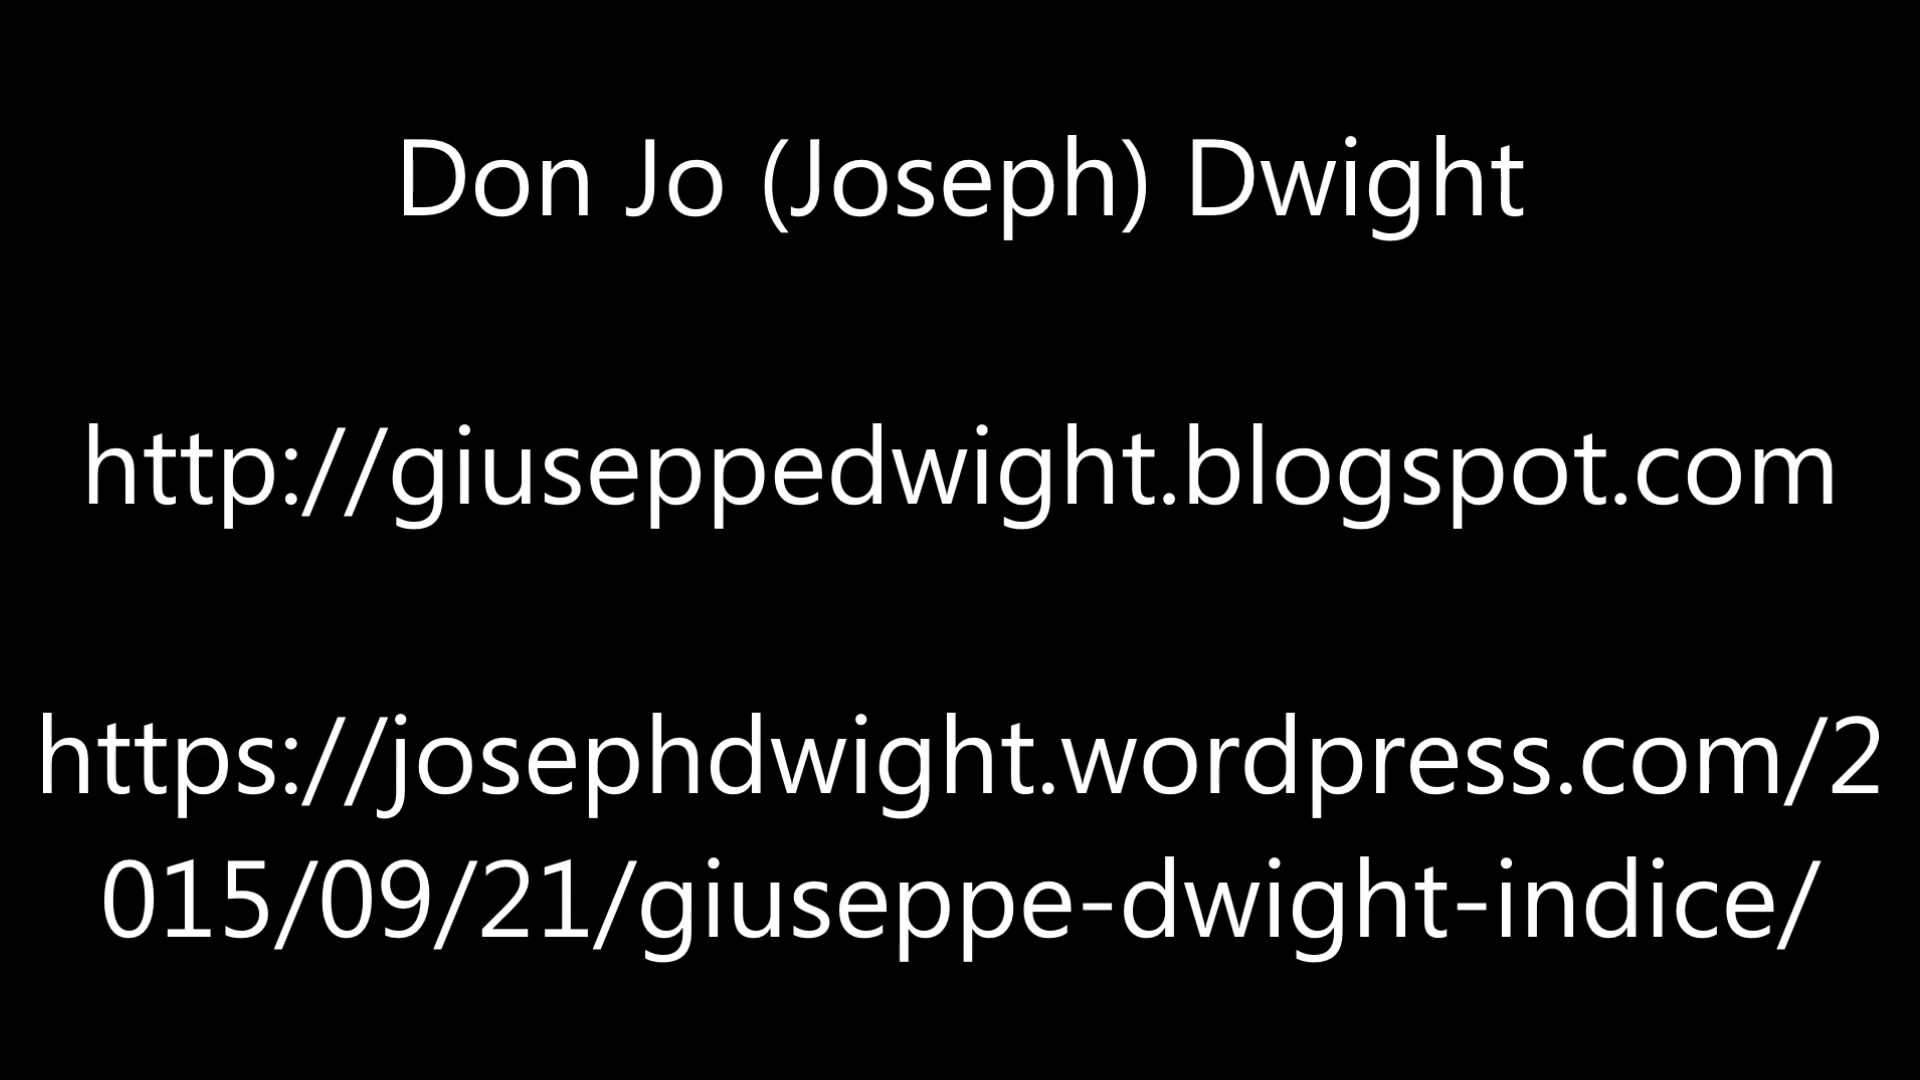 Don Jo (Joseph) Dwight
http://giuseppedwight.blogspot.com
https://josephdwight.wordpress.com/2
015/09/21/giuseppe-dwight-indice/